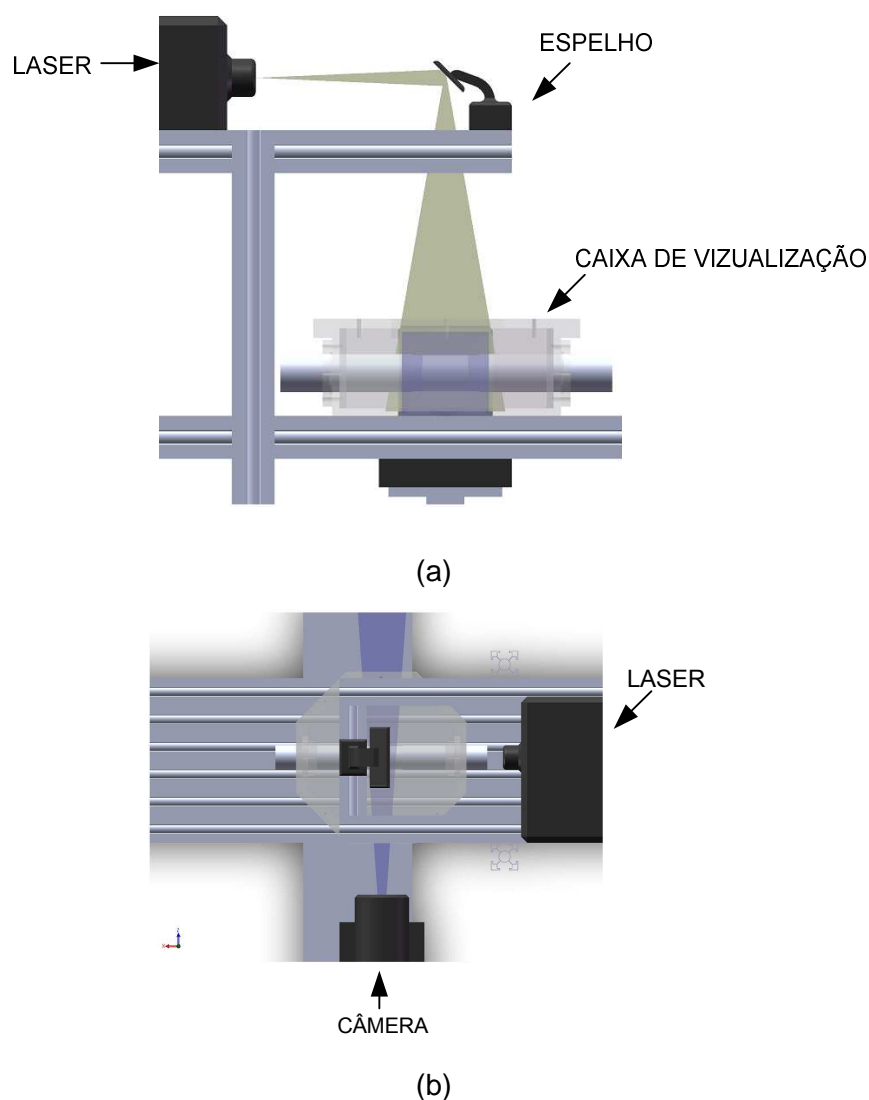 LASER
ESPELHO
CAIXA DE VIZUALIZAÇÃO
(a)
LASER
CÂMERA
(b)